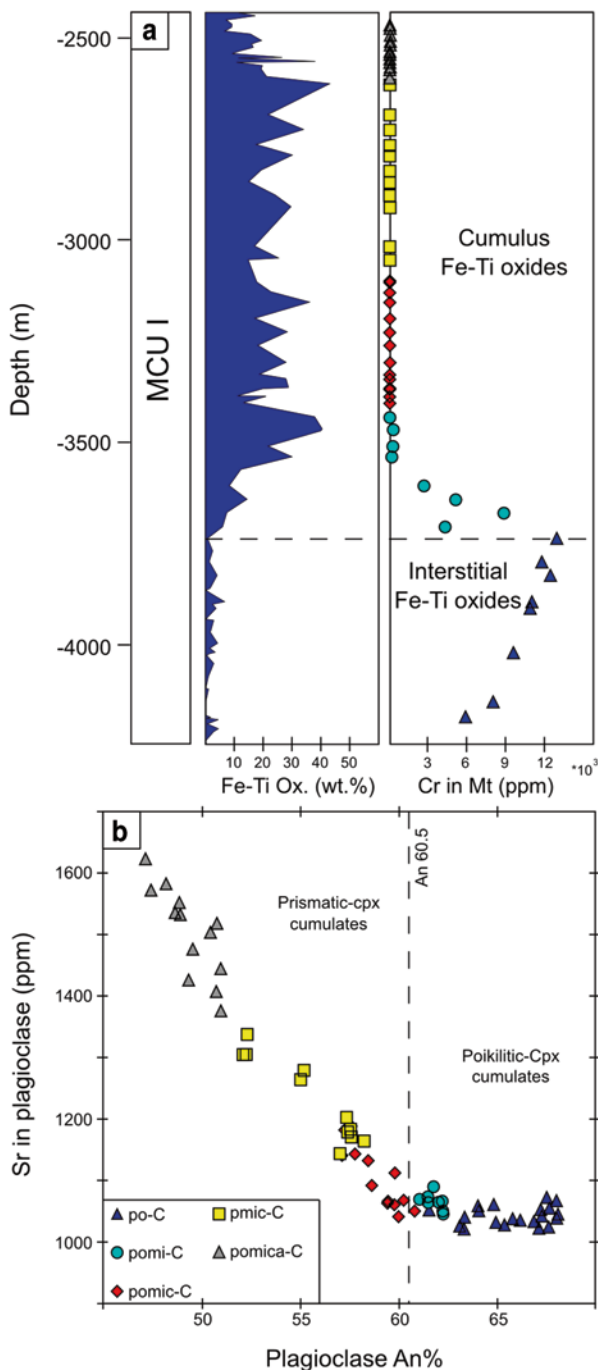 a
-2500
-3000
-3500
-4000
Depth (m)
MCU I
10 20 30 40 50
Fe-Ti Ox. (wt.%)
Cumulus
Fe-Ti oxides
Interstitial
Fe-Ti oxides
3 6 9 12 *10³
Cr in Mt (ppm)
b
1600
1400
1200
1000
Sr in plagioclase (ppm)
An 60.5
Prismatic-cpx
cumulates
Poikilitic-Cpx
cumulates
po-C
pmic-C
pomi-C
pomica-C
pomic-C
50 55 60 65
Plagioclase An%